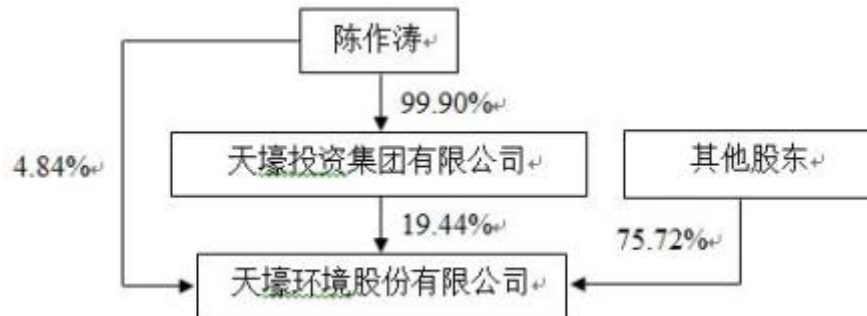 陈作涛
99.90%
4.84%
天壕投资集团有限公司
其他股东
19.44%
75.72%
天壕环境股份有限公司